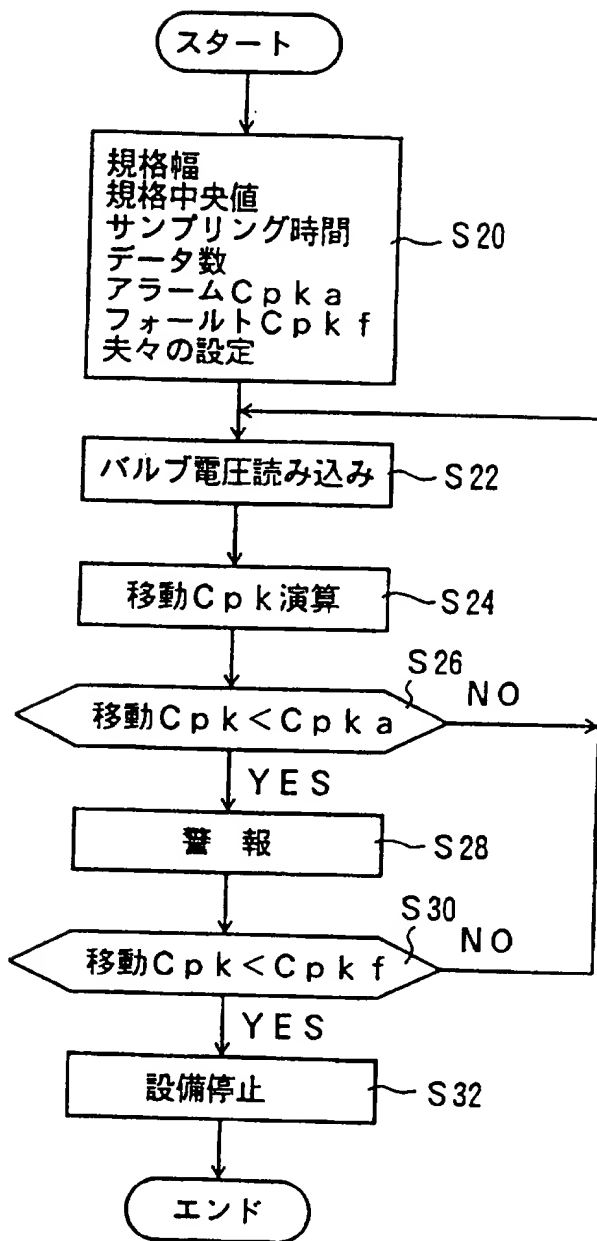 スタート
規格幅
規格中央値
サンプリング時間
データ数
アラームCpka
フォールトCpkf
夫々の設定
S20
バルブ電圧読み込み
S22
移動Cpk演算
S24
S26
移動Cpk<Cpka
NO
YES
警 報
S28
S30
移動Cpk<Cpkf
NO
YES
設備停止
S32
エンド